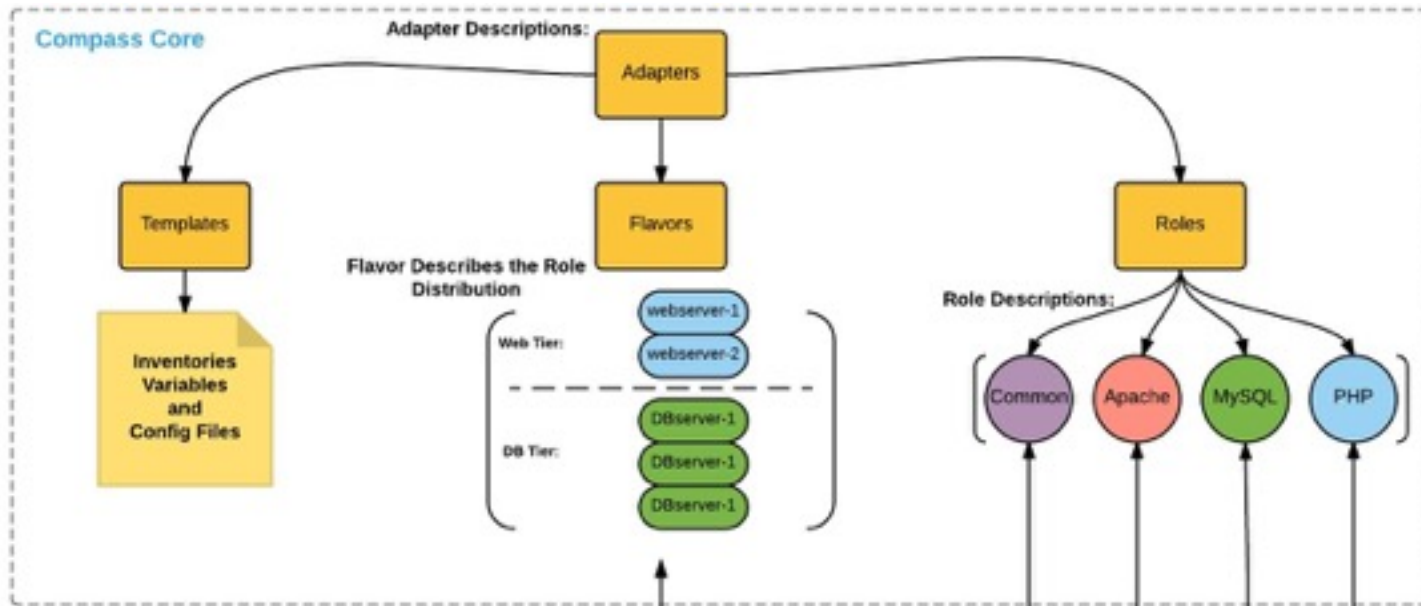 Compass Core
Adapter Descriptions:
Adapters
Templates
Flavors
Roles
Inventories
Variables
and
Config Files
Flavor Describes the Role
Distribution
Web Tier:
webserver-1
webserver-2
DB Tier:
DBserver-1
DBserver-1
DBserver-1
Role Descriptions:
Common
Apache
MySQL
PHP